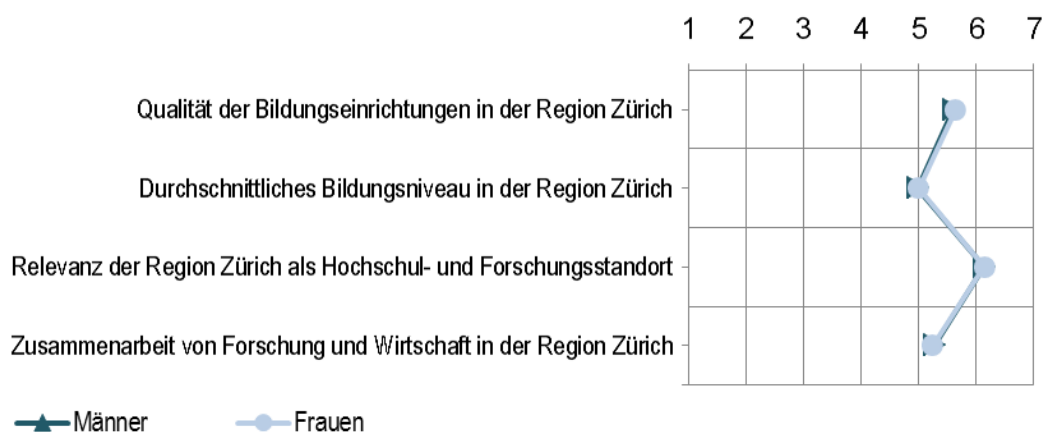 1 2 3 4 5 6 7
Qualität der Bildungseinrichtungen in der Region Zürich
Durchschnittliches Bildungsniveau in der Region Zürich
Relevanz der Region Zürich als Hochschul- und Forschungsstandort
Zusammenarbeit von Forschung und Wirtschaft in der Region Zürich
Männer Frauen